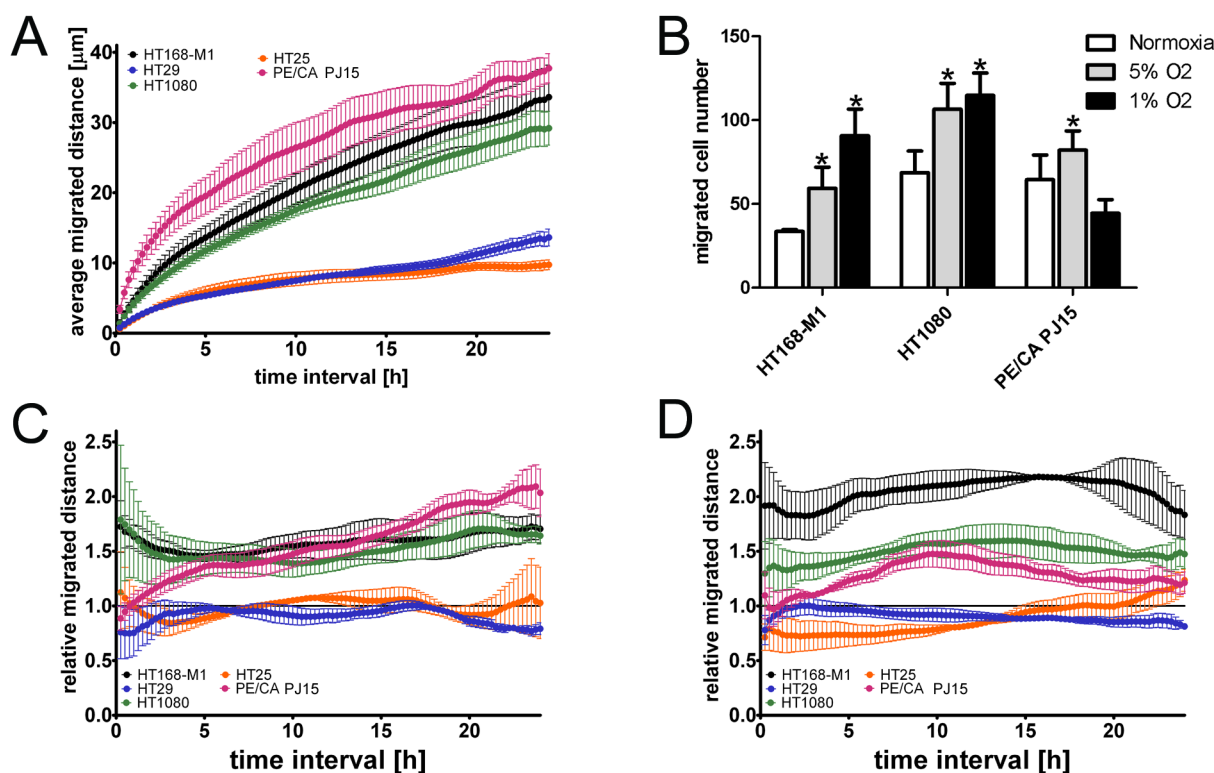 A
average migrated distance [µm]
40
30
20
10
0
HT168-M1
HT29
HT1080
HT25
PE/CA PJ15
0 5 10 15 20
time interval [h]
B
migrated cell number
150
100
50
0
* * * * *
Normoxia
5% O2
1% O2
HT168-M1
HT1080
PE/CA PJ15
C
relative migrated distance
2.5
2.0
1.5
1.0
0.5
0.0
HT168-M1
HT29
HT1080
HT25
PE/CA PJ15
0 5 10 15 20
time interval [h]
D
relative migrated distance
2.5
2.0
1.5
1.0
0.5
0.0
HT168-M1
HT29
HT1080
HT25
PE/CA PJ15
0 5 10 15 20
time interval [h]